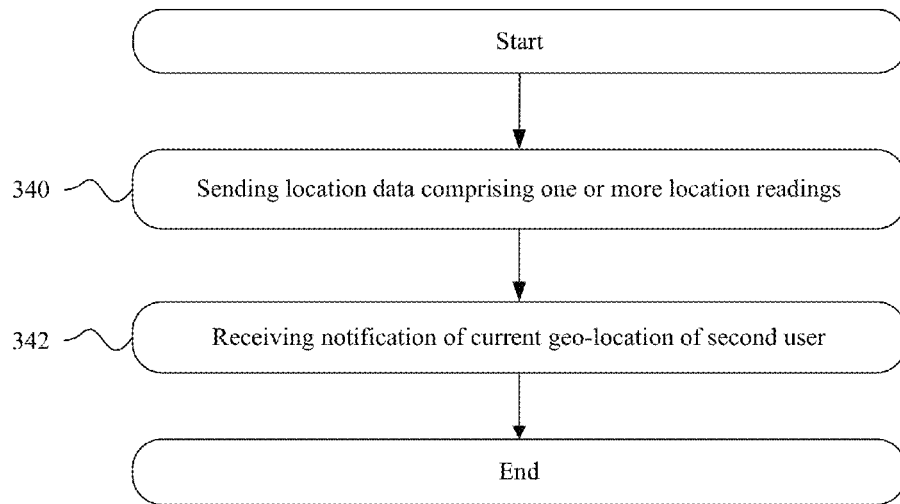 Start
340
Sending location data comprising one or more location readings
342
Receiving notification of current geo-location of second user
End